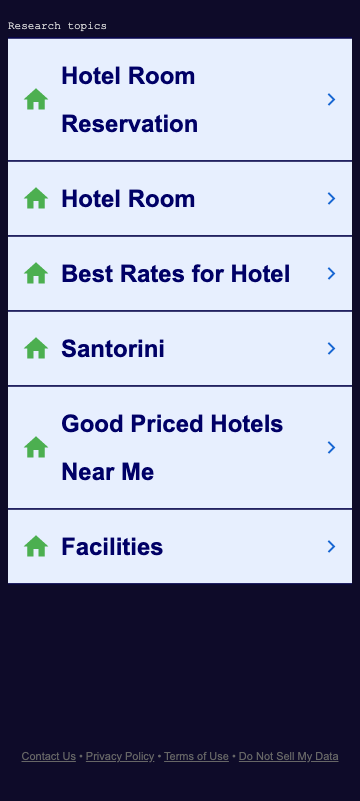 Research topics
Hotel Room
Reservation
Hotel Room
Best Rates for Hotel
Santorini
Good Priced Hotels
Near Me
Facilities
Contact Us • Privacy Policy • Terms of Use • Do Not Sell My Data